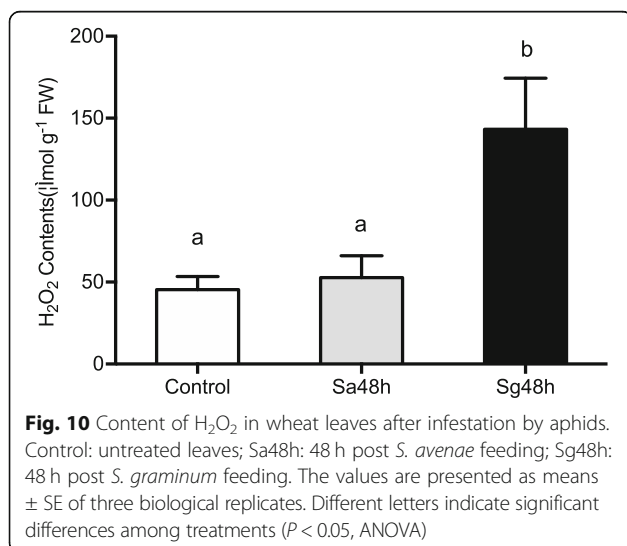 200
150
100
50
0
H₂O₂ Contents(¦Ìmol g⁻¹ FW)
a
a
b
Control
Sa48h
Sg48h
Fig. 10 Content of H₂O₂ in wheat leaves after infestation by aphids.
Control: untreated leaves; Sa48h: 48 h post S. avenae feeding; Sg48h:
48 h post S. graminum feeding. The values are presented as means
± SE of three biological replicates. Different letters indicate significant
differences among treatments (P < 0.05, ANOVA)